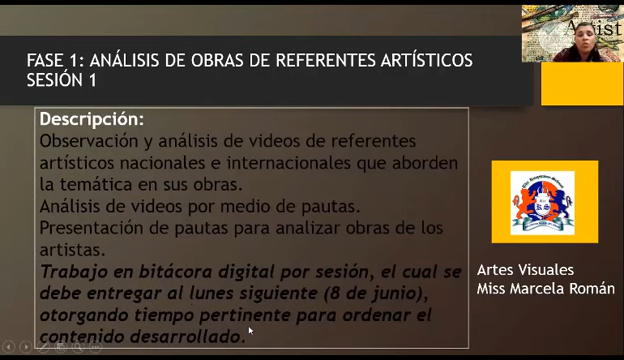 FASE 1: ANÁLISIS DE OBRAS DE REFERENTES ARTÍSTICOS
SESIÓN 1
Descripción:
Observación y análisis de videos de referentes
artísticos nacionales e internacionales que aborden
la temática en sus obras.
Análisis de videos por medio de pautas.
Presentación de pautas para analizar obras de los
artistas.
Trabajo en bitácora digital por sesión, el cual se
debe entregar al lunes siguiente (8 de junio),
otorgando tiempo pertinente para ordenar el
contenido desarrollado.
Artes Visuales
Miss Marcela Román